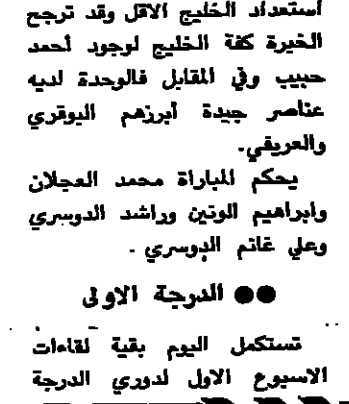 استعداد الخليج الاقل وقد ترجح
الخبرة كفة الخليج لوجود أحمد
حبيب وفي المقابل فالوحدة لديه
عناصر جيدة أبرزهم البوقري
والعريفي.
يحكم المباراة محمد العجلان
وابراهيم الوتين وراشد الدوسري
وعلي غانم الدوسري .
●● الدرجة الاولى
تستكمل اليوم بقية لقاءات
الاسبوع الاول لدوري الدرجة